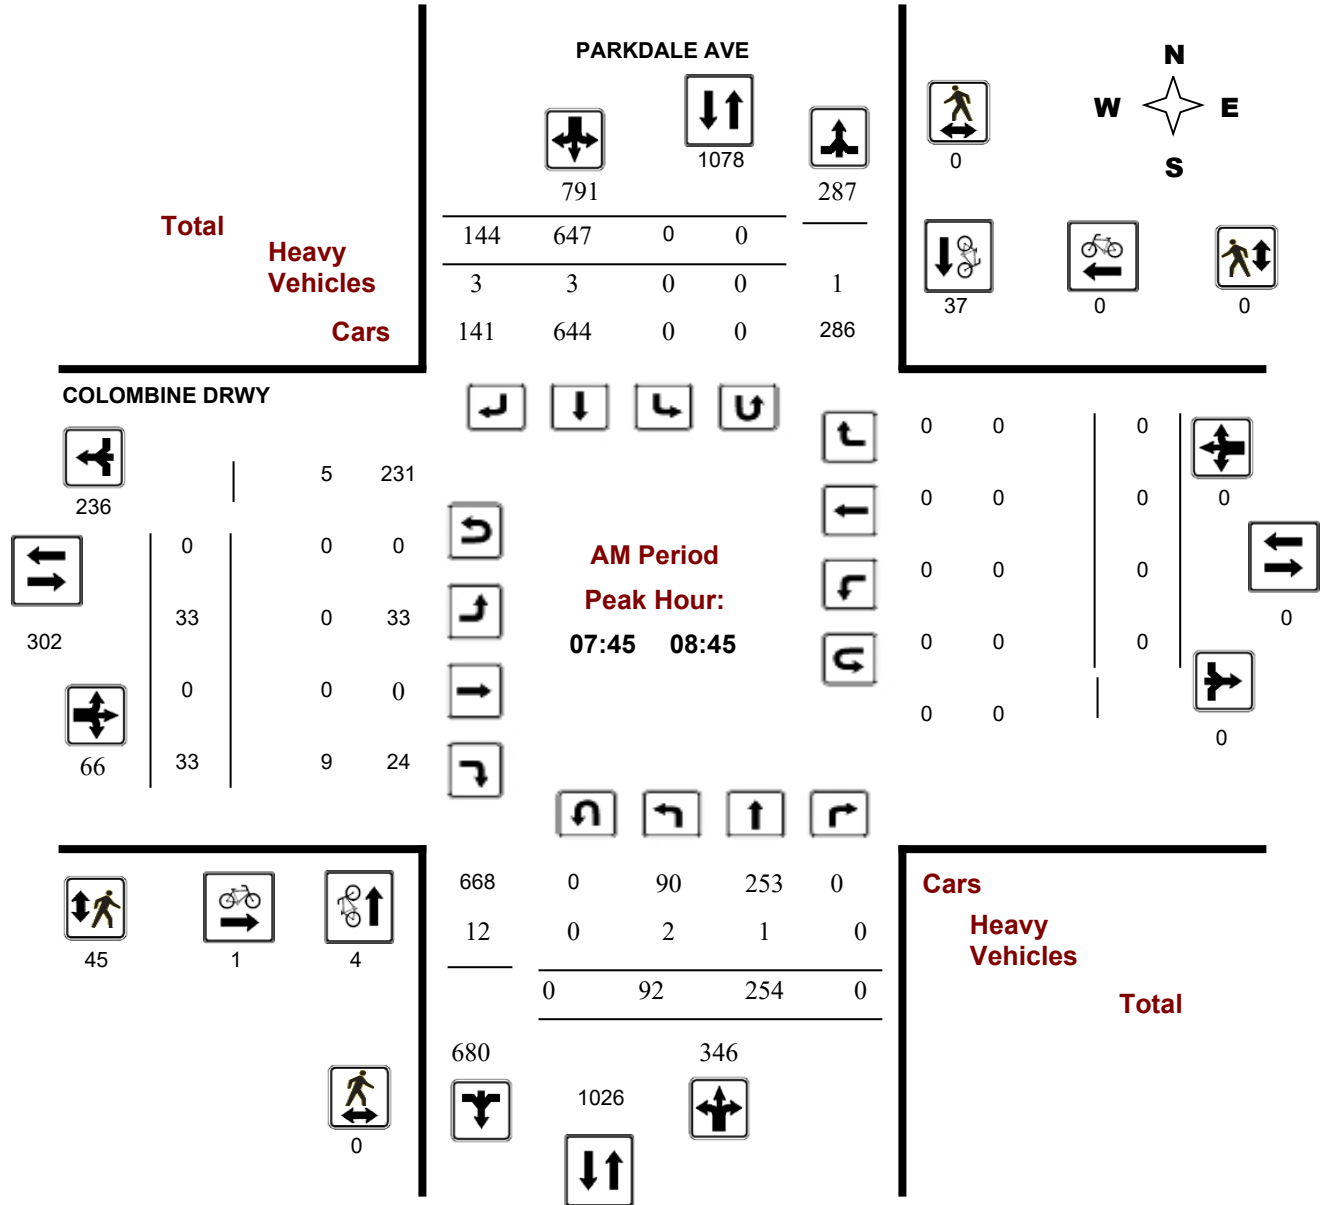 PARKDALE AVE
N
W E
S
1078
0
791 287
Total 144 647 0 0
Heavy
Vehicles 3 3 0 0 1
37 0 0
Cars 141 644 0 0 286
COLOMBINE DRWY
0 0 0
5 231
236
0 0 0 0
0 0 0
AM Period
0 0 0
Peak Hour:
33 0 33
0
302
07:45 08:45
0 0 0
0 0 0
0 0
0
66 33 9 24
668 0 90 253 0 Cars
12 0 2 1 0 Heavy
Vehicles
45 1 4
0 92 254 0
Total
680 346
1026
0